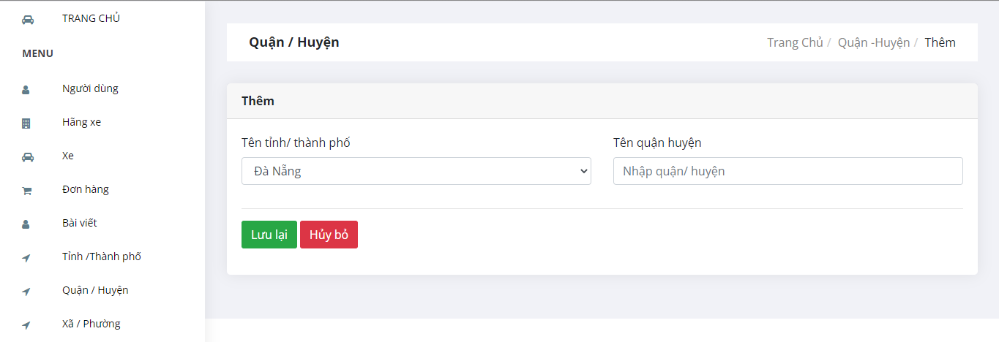 TRANG CHỦ
MENU
Người dùng
Hãng xe
Xe
Đơn hàng
Bài viết
Tỉnh /Thành phố
Quận / Huyện
Xã / Phường
Quận / Huyện
Trang Chủ / Quận -Huyện / Thêm
Thêm
Tên tỉnh/ thành phố
Đà Nẵng
Tên quận huyện
Nhập quận/ huyện
Lưu lại
Hủy bỏ